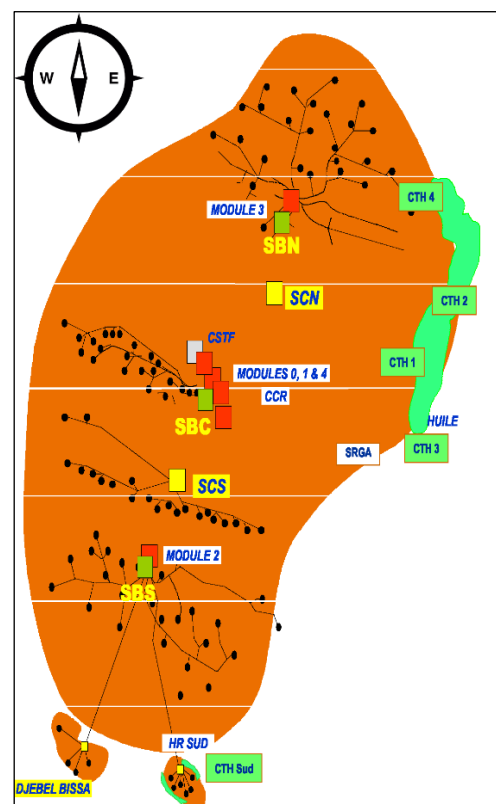 W E
CTH 4
MODULE 3
SBN
SCN
CTH 2
CSTF
CTH 1
MODULES 0, 1 & 4
CCR
SBC
HUILE
CTH 3
SRGA
SCS
MODULE 2
SBS
HR SUD
CTH Sud
DJEBEL BISSA